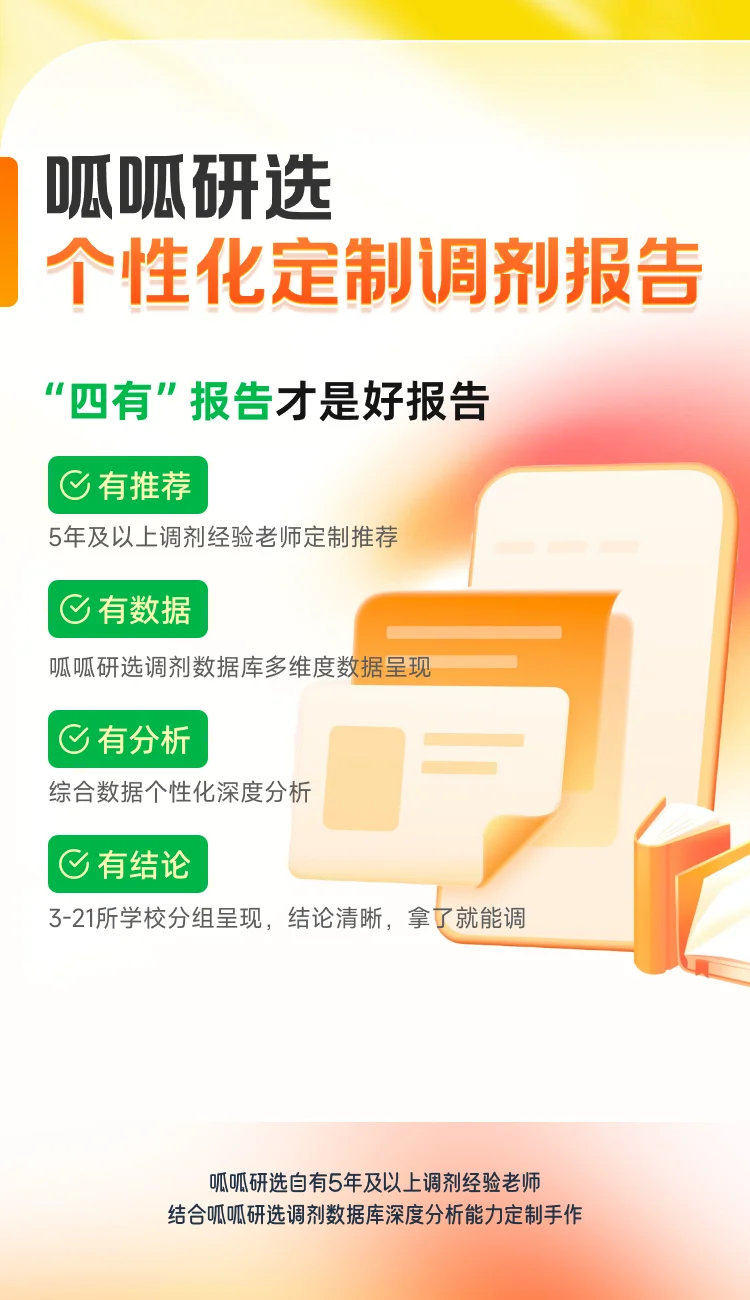 呱呱研选
个性化定制调剂报告
“四有”报告才是好报告
有推荐
5年及以上调剂经验老师定制推荐
有数据
呱呱研选调剂数据库多维度数据呈现
有分析
综合数据个性化深度分析
有结论
3-21所学校分组呈现，结论清晰，拿了就能调
呱呱研选自有5年及以上调剂经验老师
结合呱呱研选调剂数据库深度分析能力定制手作